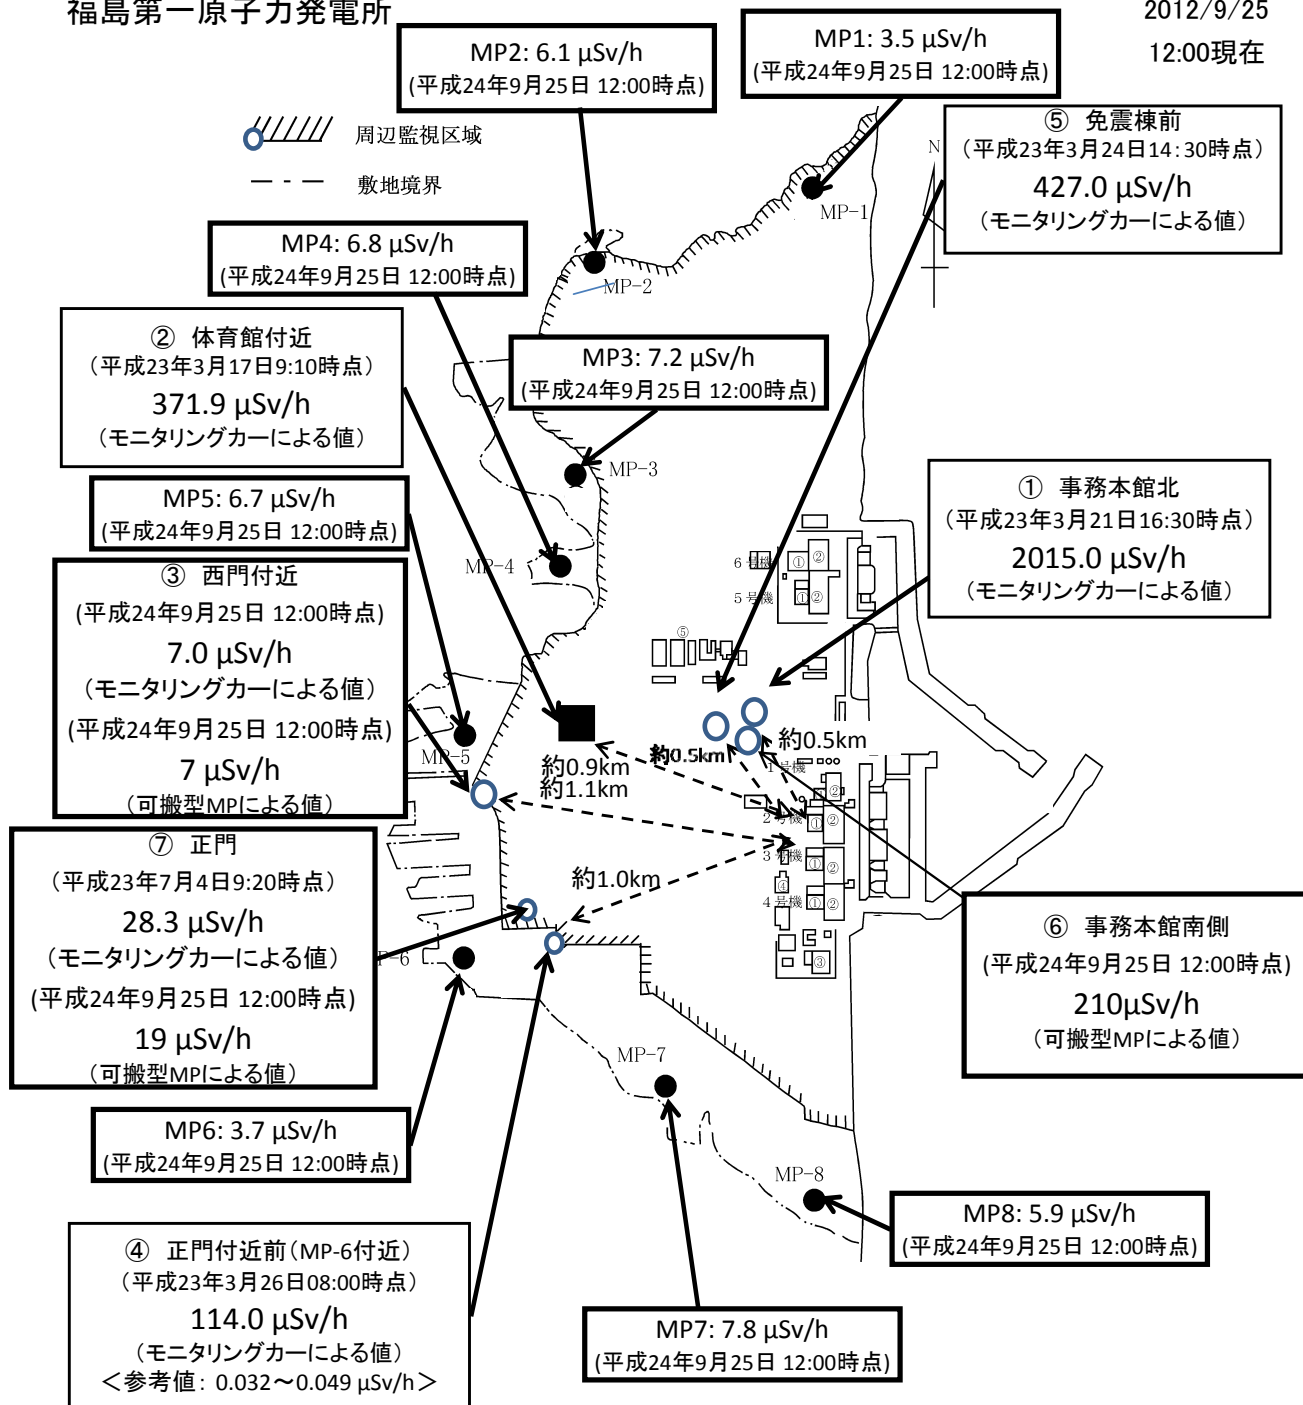 福島第一原子力発電所
2012/9/25
12:00現在
MP2: 6.1 μSv/h
(平成24年9月25日 12:00時点)
MP1: 3.5 μSv/h
(平成24年9月25日 12:00時点)
周辺監視区域
敷地境界
⑤ 免震棟前
(平成23年3月24日14:30時点)
427.0 μSv/h
(モニタリングカーによる値)
N
MP-1
MP4: 6.8 μSv/h
(平成24年9月25日 12:00時点)
MP-2
② 体育館付近
(平成23年3月17日9:10時点)
371.9 μSv/h
(モニタリングカーによる値)
MP3: 7.2 μSv/h
(平成24年9月25日 12:00時点)
MP-3
MP5: 6.7 μSv/h
(平成24年9月25日 12:00時点)
① 事務本館北
(平成23年3月21日16:30時点)
2015.0 μSv/h
(モニタリングカーによる値)
MP-4
6号機
① ②
5号機
① ②
③ 西門付近
(平成24年9月25日 12:00時点)
7.0 μSv/h
(モニタリングカーによる値)
(平成24年9月25日 12:00時点)
7 μSv/h
(可搬型MPによる値)
⑤
MP-5
約0.9km
約1.1km
約0.5km
約0.5km
1号機
②
2号機
① ②
3号機
① ②
④
4号機
① ②
③
約1.0km
⑦ 正門
(平成23年7月4日9:20時点)
28.3 μSv/h
(モニタリングカーによる値)
(平成24年9月25日 12:00時点)
19 μSv/h
(可搬型MPによる値)
P-6
⑥ 事務本館南側
(平成24年9月25日 12:00時点)
210μSv/h
(可搬型MPによる値)
MP-7
MP6: 3.7 μSv/h
(平成24年9月25日 12:00時点)
MP-8
MP8: 5.9 μSv/h
(平成24年9月25日 12:00時点)
④ 正門付近前(MP-6付近)
(平成23年3月26日08:00時点)
114.0 μSv/h
(モニタリングカーによる値)
<参考値: 0.032~0.049 μSv/h>
MP7: 7.8 μSv/h
(平成24年9月25日 12:00時点)